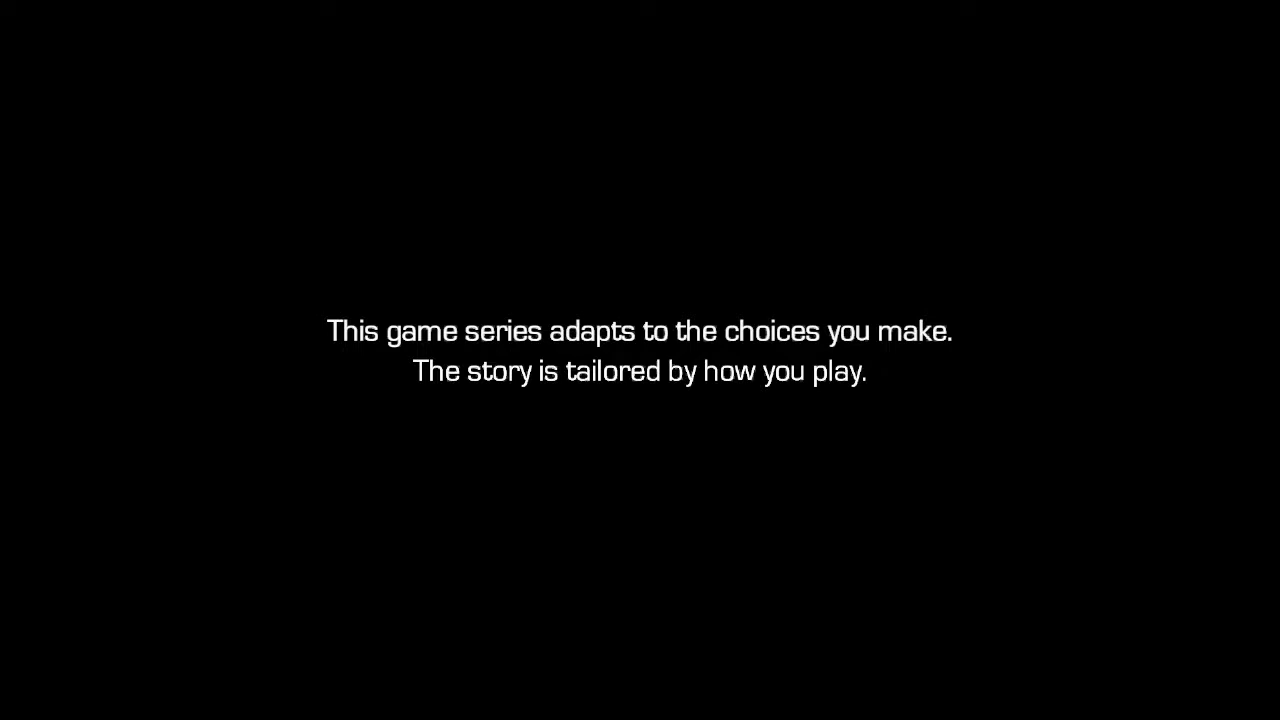 This game series adapts to the choices you make.
The story is tailored by how you play.